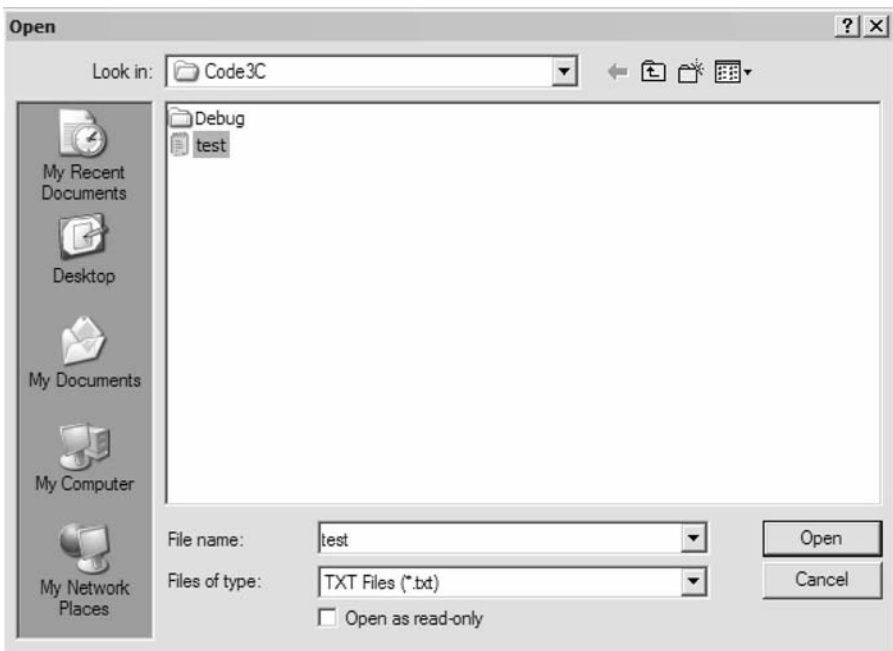 Open
Look in: Code3C
Debug
test
My Recent
Documents
Desktop
My Documents
My Computer
My Network
Places
File name: test Open
Files of type: TXT Files (*.txt) Cancel
Open as read-only